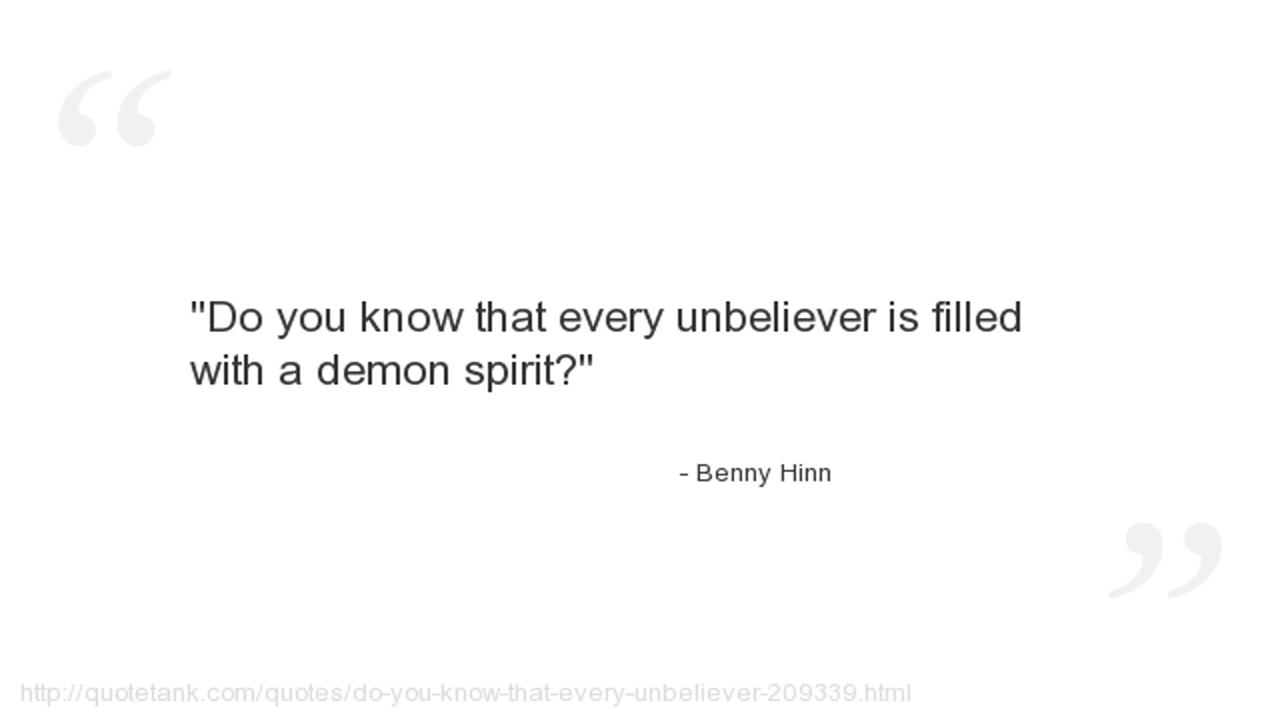 "Do you know that every unbeliever is filled
with a demon spirit?"
- Benny Hinn
http://quotetank.com/quotes/do-you-know-that-every-unbeliever-209339.html